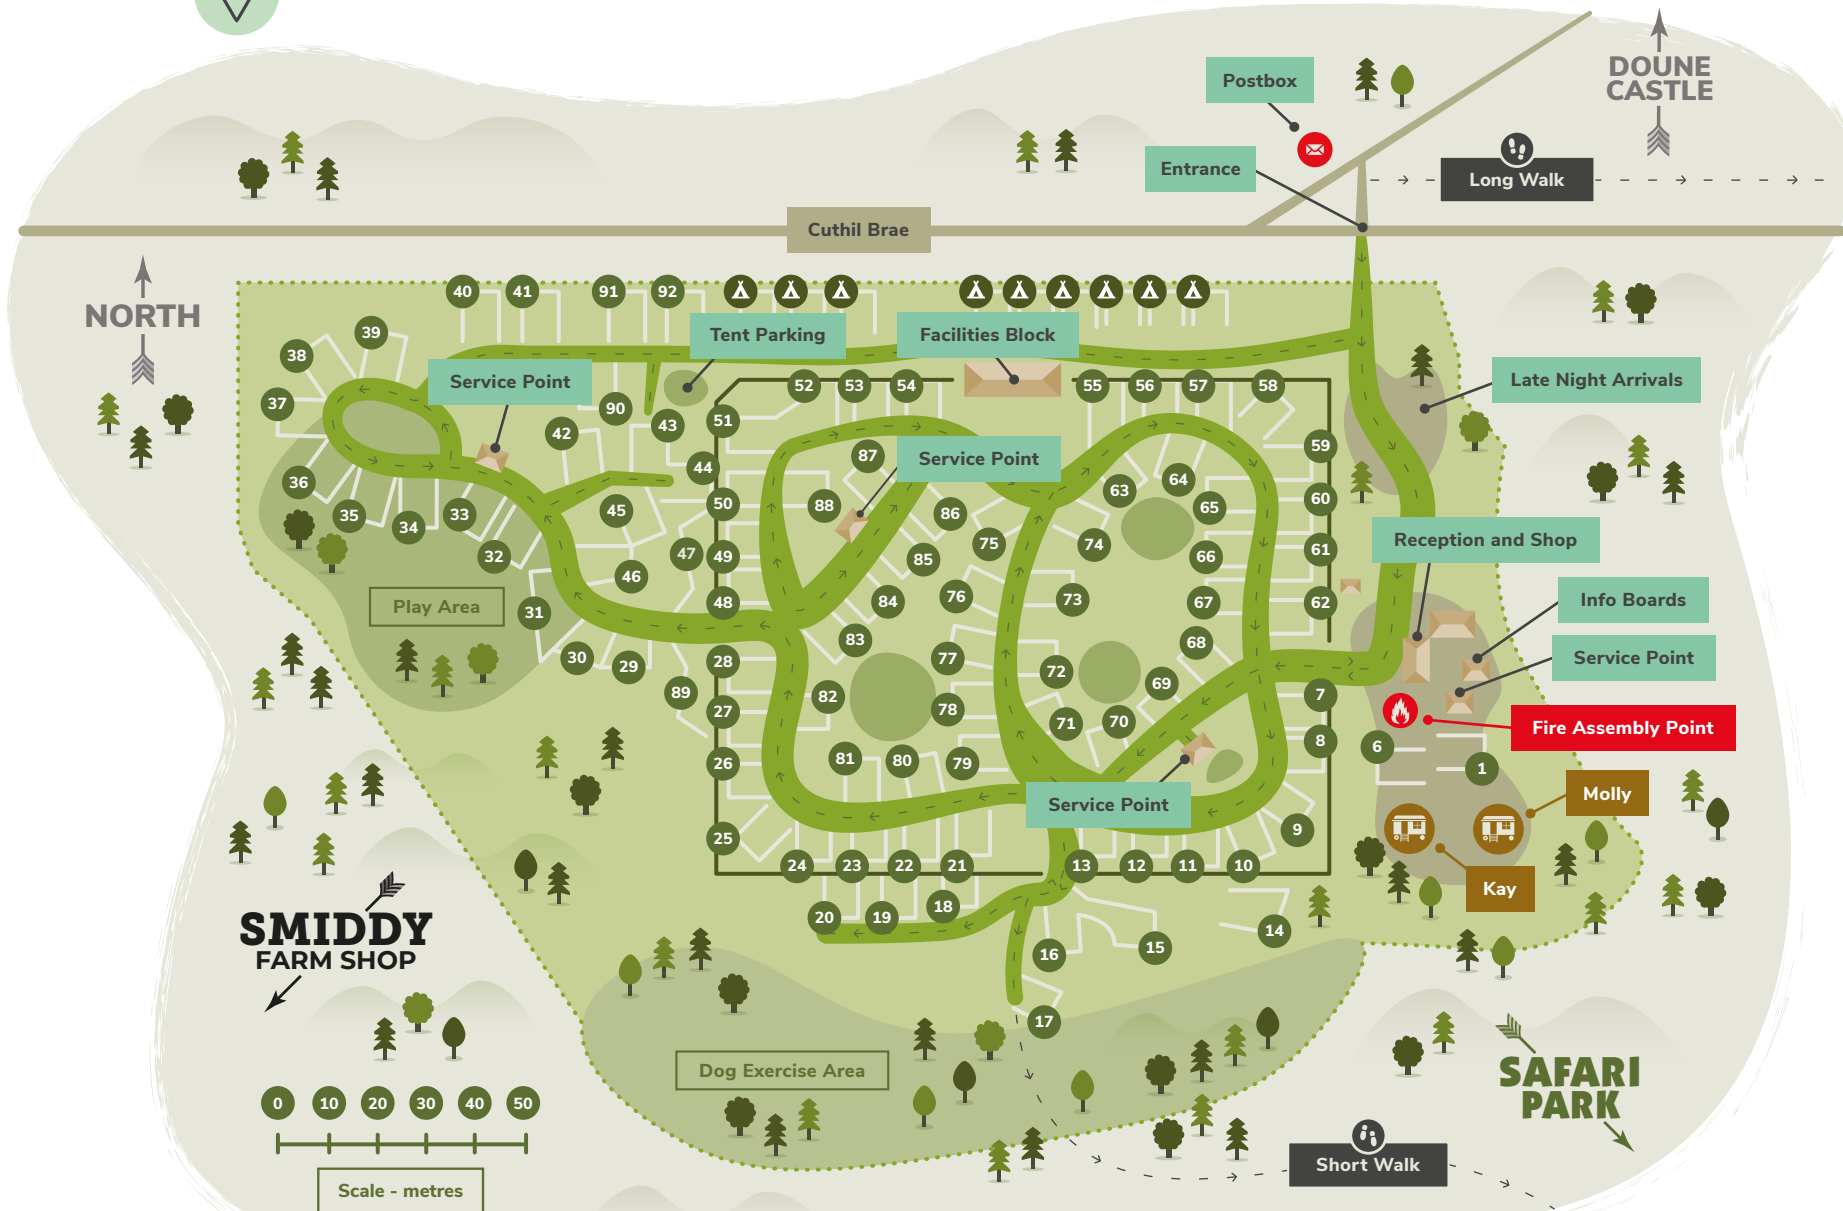 DOUNE
CASTLE
Postbox
Entrance
Long Walk
Cuthil Brae
NORTH
40 41 91 92
Tent Parking
Facilities Block
39
38
Service Point
37
52 53 54
55 56 57 58
Late Night Arrivals
90
42 43
51
44
87
Service Point
59
36
35 34 33
45
50
88
86
63 64 65
60
32
47 49
85
75 74
66
61
Reception and Shop
46
48
84
76 73
67
62
Info Boards
Play Area
31
83
68
Service Point
30 29
28
77
72 69
89
27
82
78
71 70
7
Fire Assembly Point
26
81 80 79
8
6
1
Service Point
Molly
25
9
24 23 22 21
13 12 11 10
Kay
20 19 18
16 15 14
SMIDDY
FARM SHOP
17
Dog Exercise Area
SAFARI
PARK
0 10 20 30 40 50
Short Walk
Scale - metres